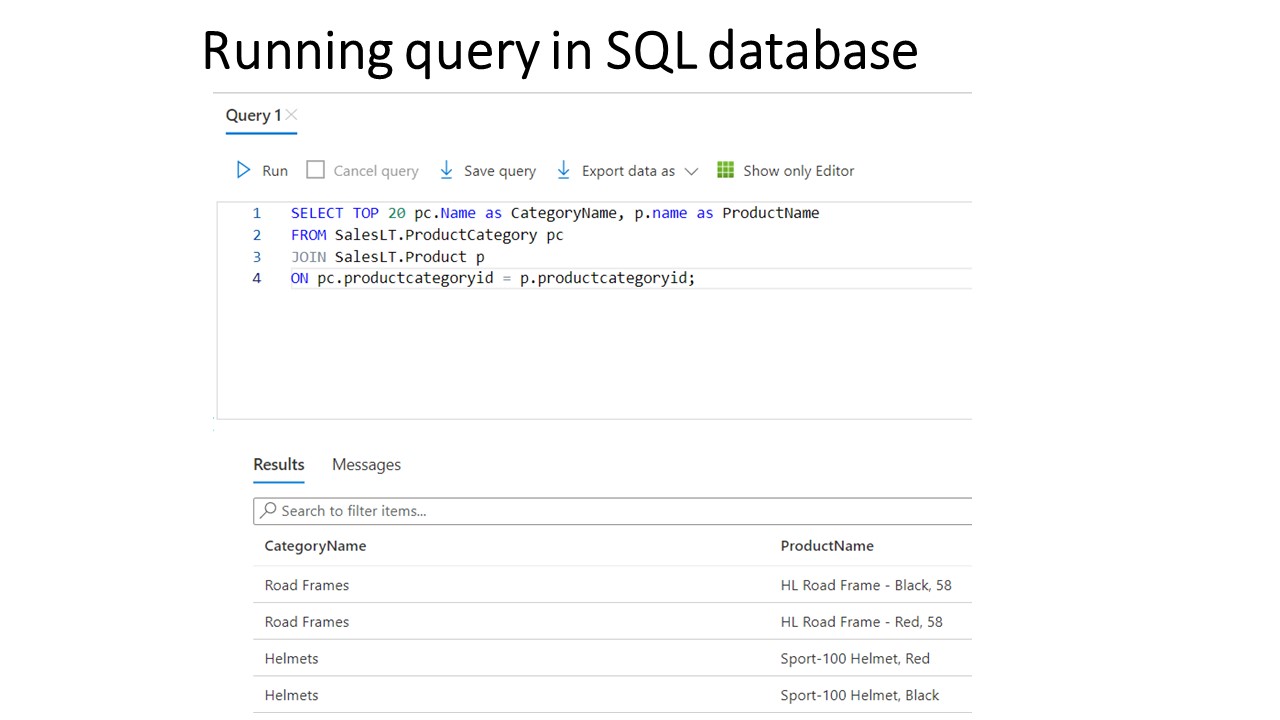 Running query in SQL database
Query 1
Run Cancel query Save query Export data as Show only Editor
1 SELECT TOP 20 pc.Name as CategoryName, p.name as ProductName
2 FROM SalesLT.ProductCategory pc
3 JOIN SalesLT.Product p
4 ON pc.productcategoryid = p.productcategoryid;
Results Messages
Search to filter items...
CategoryName ProductName
Road Frames HL Road Frame - Black, 58
Road Frames HL Road Frame - Red, 58
Helmets Sport-100 Helmet, Red
Helmets Sport-100 Helmet, Black